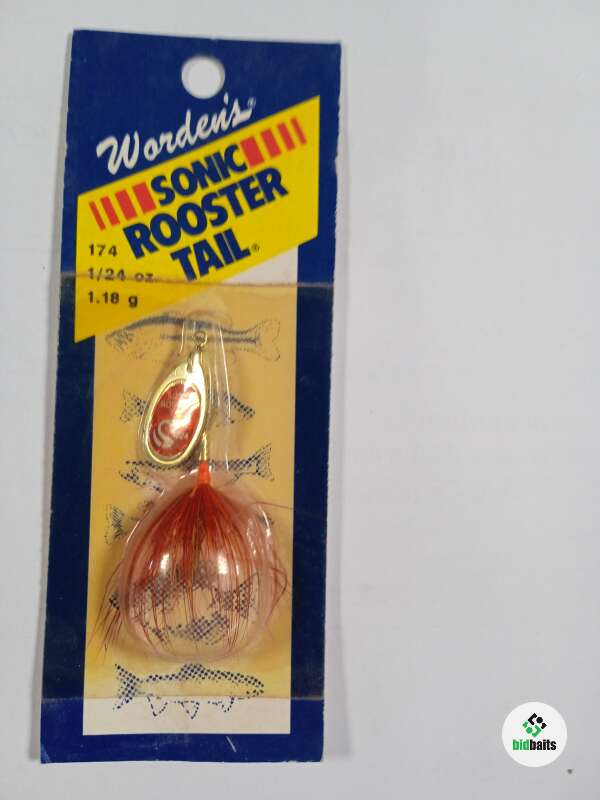 Worden's®
SONIC
ROOSTER
TAIL®
174
1/24 oz.
1.18 g
bidbaits